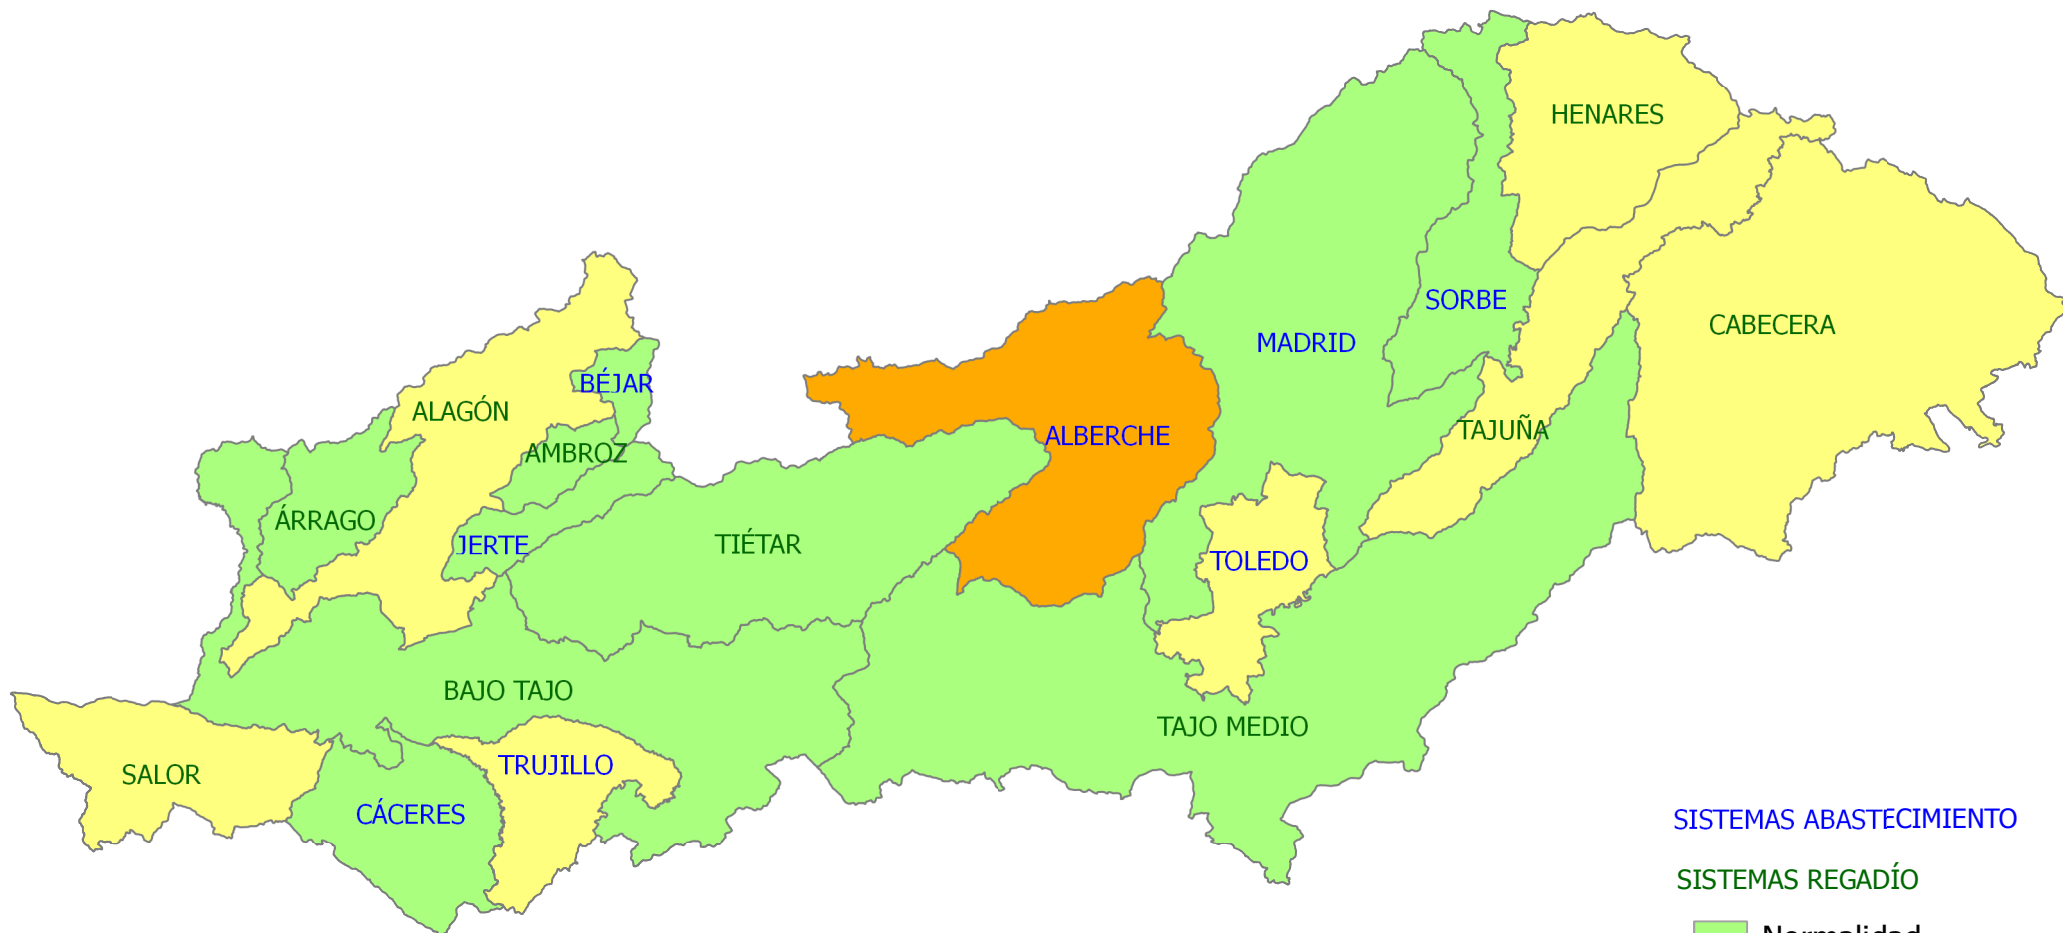 HENARES
SORBE
CABECERA
MADRID
BÉJAR
ALAGÓN
ALBERCHE
TAJUÑA
AMBROZ
ÁRRAGO
JERTE
TIÉTAR
TOLEDO
BAJO TAJO
TAJO MEDIO
SALOR
TRUJILLO
CÁCERES
SISTEMAS ABASTECIMIENTO
SISTEMAS REGADÍO
Normalidad